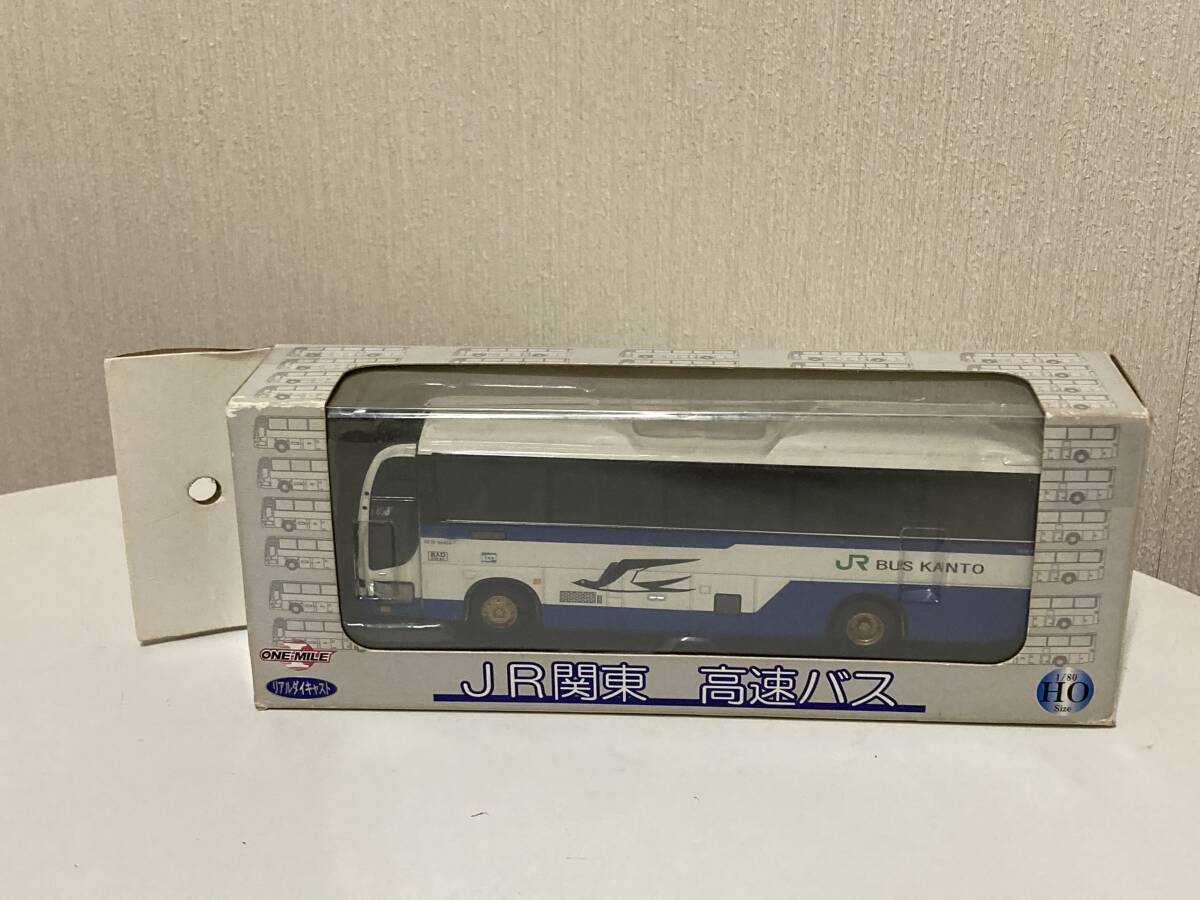 JR BUS KANTO
ONE MILE
リアルダイキャスト
JR関東 高速バス
1/80
HO
Size